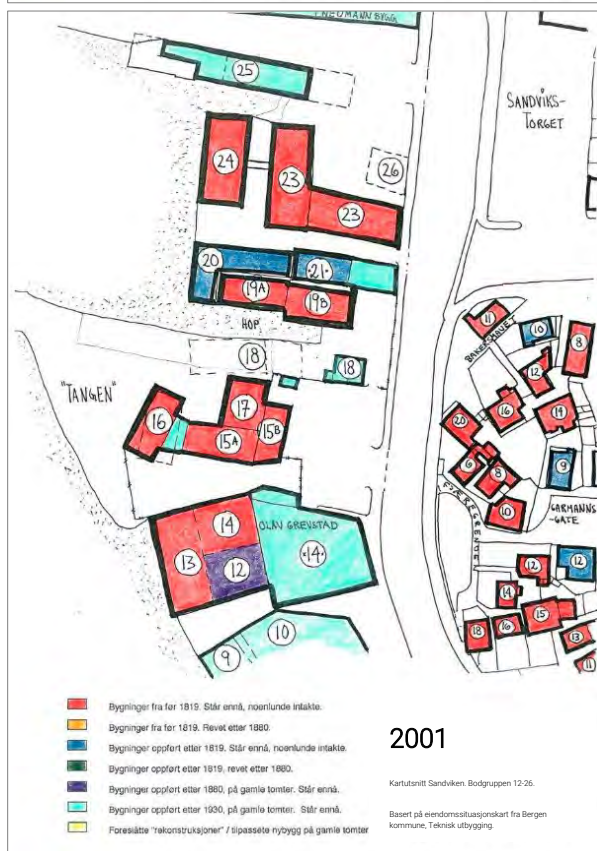 NEUMANN BYGG
25
SANDVIKS-
TORGET
24
23
26
23
20
21
19A
19B
HOP
18
18
"TANGEN"
17
16
15A
15B
14
OLAV GREVSTAD
13
12
14
10
9
11
10
8
12
16
14
20
9
8
9
10
GARMANNS
-GATE
12
12
14
15
18
16
13
11
Bygninger fra før 1819. Står ennå, noenlunde intakte.
Bygninger fra før 1819. Revet etter 1880.
Bygninger oppført etter 1819. Står ennå, noenlunde intakte.
Bygninger oppført etter 1819, revet etter 1880.
Bygninger oppført etter 1880, på gamle tomter. Står ennå.
Bygninger oppført etter 1930, på gamle tomter. Står ennå.
Foreslåtte "rekonstruksjoner" / tilpassete nybygg på gamle tomter
2001
Kartutsnitt Sandviken. Bodgruppen 12-26.
Basert på eiendomssituasjonskart fra Bergen
kommune, Teknisk utbygging.